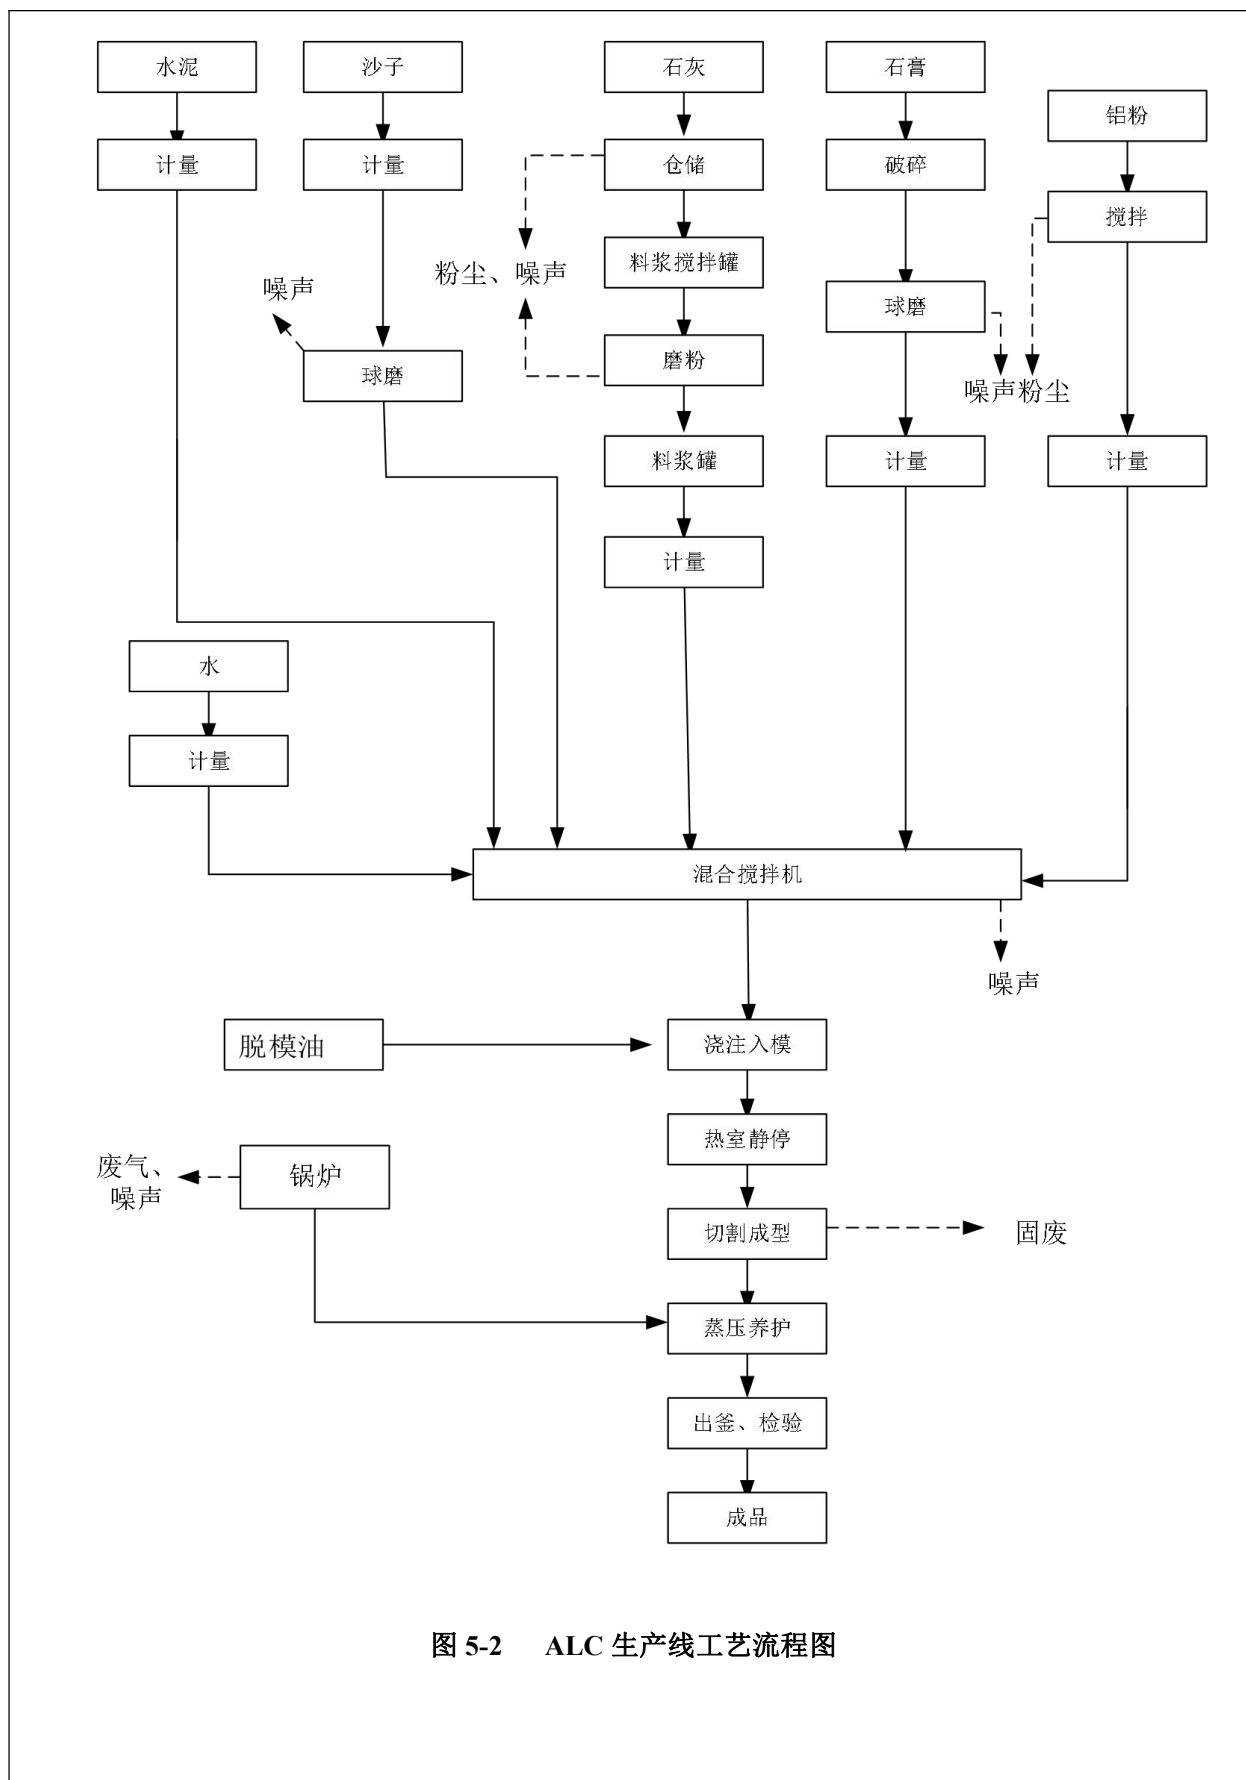 水泥
沙子
石灰
石膏
铝粉
计量
计量
仓储
破碎
搅拌
料浆搅拌罐
粉尘、噪声
噪声
球磨
磨粉
球磨
噪声粉尘
料浆罐
计量
计量
计量
水
计量
混合搅拌机
噪声
脱模油
浇注入模
热室静停
废气、
噪声
锅炉
切割成型
固废
蒸压养护
出釜、检验
成品
图 5-2 ALC 生产线工艺流程图